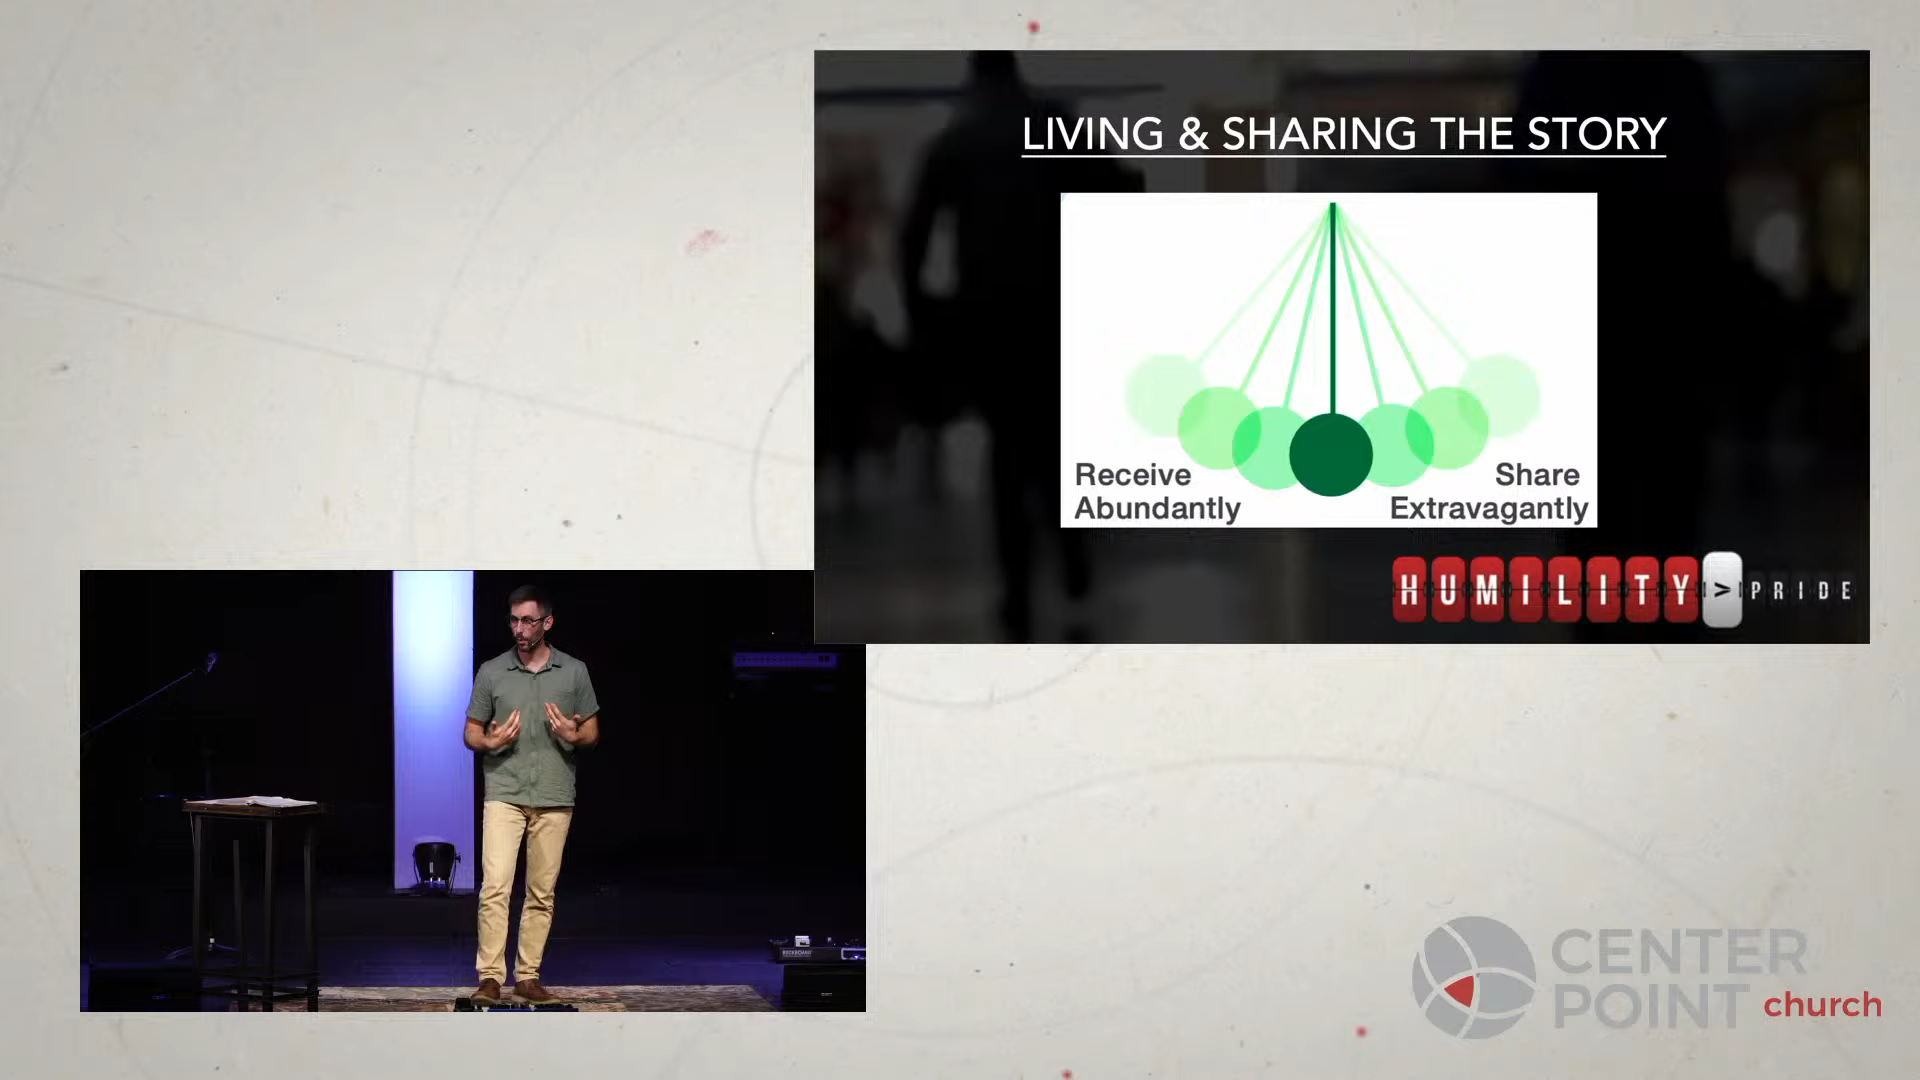 LIVING & SHARING THE STORY
Receive
Abundantly
Share
Extravagantly
HUMILITY > PRIDE
CENTER
POINT church